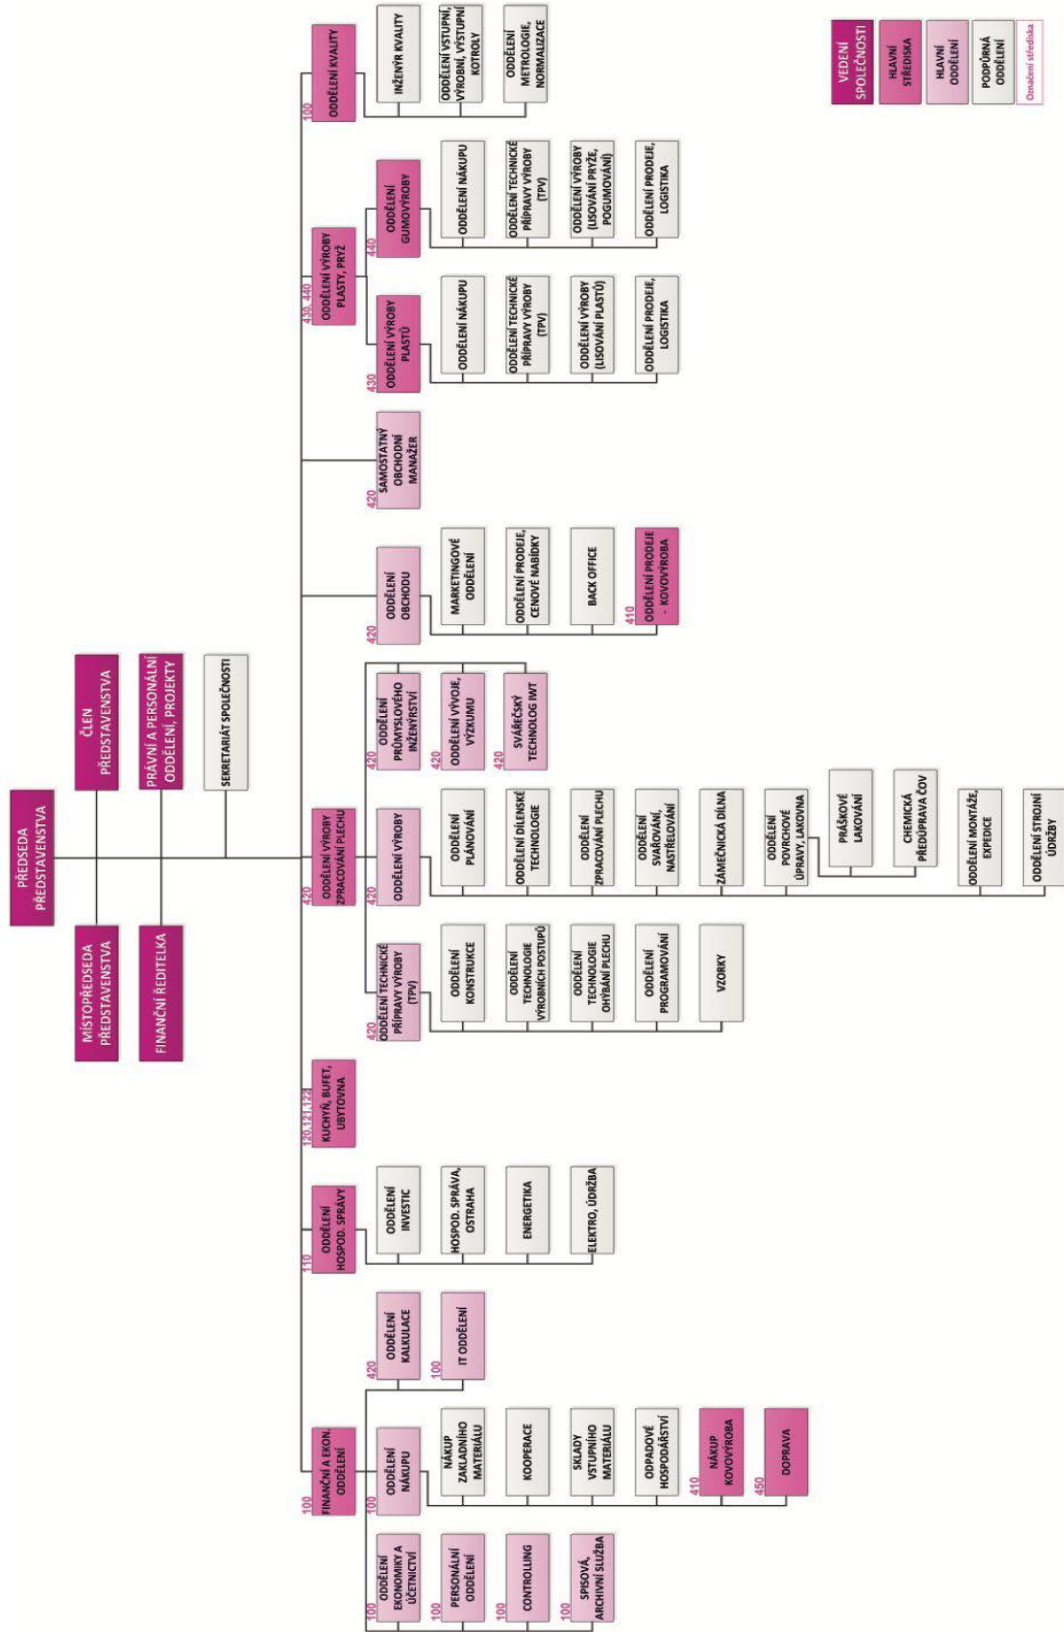 PŘEDSEDA
PŘEDSTAVENSTVA
MÍSTOPŘEDSEDA
PŘEDSTAVENSTVA
ČLEN
PŘEDSTAVENSTVA
FINANČNÍ ŘEDITELKA
PRÁVNÍ A PERSONÁLNÍ
ODDĚLENÍ, PROJEKTY
SEKRETARIÁT SPOLEČNOSTI
100
FINANČNÍ A EKON.
ODDĚLENÍ
100
ODDĚLENÍ
EKONOMIKY A
ÚČETNICTVÍ
100
PERSONÁLNÍ
ODDĚLENÍ
100
CONTROLLING
100
SPISOVÁ,
ARCHIVNÍ SLUŽBA
100
ODDĚLENÍ
NÁKUPU
NÁKUP
ZAKLADNÍHO
MATERIÁLU
KOOPERACE
SKLADY
VSTUPNÍHO
MATERIÁLU
ODPADOVÉ
HOSPODÁŘSTVÍ
410
NÁKUP
KOVOVÝROBA
450
DOPRAVA
420
ODDĚLENÍ
KALKULACE
100
IT ODDĚLENÍ
110
ODDĚLENÍ
HOSPOD. SPRÁVY
ODDĚLENÍ
INVESTIC
HOSPOD. SPRÁVA,
OSTRAHA
ENERGETIKA
ELEKTRO, ÚDRŽBA
120,121,122
KUCHYŇ, BUFET,
UBYTOVNA
420
ODDĚLENÍ VÝROBY
ZPRACOVÁNÍ PLECHU
420
ODDĚLENÍ TECHNICKÉ
PŘÍPRAVY VÝROBY
(TPV)
ODDĚLENÍ
KONSTRUKCE
ODDĚLENÍ
TECHNOLOGIE
VÝROBNÍCH POSTUPŮ
ODDĚLENÍ
TECHNOLOGIE
OHÝBÁNÍ PLECHU
ODDĚLENÍ
PROGRAMOVÁNÍ
VZORKY
420
ODDĚLENÍ VÝROBY
ODDĚLENÍ
PLÁNOVÁNÍ
ODDĚLENÍ DÍLENSKÉ
TECHNOLOGIE
ODDĚLENÍ
ZPRACOVÁNÍ PLECHU
ODDĚLENÍ
SVAŘOVÁNÍ,
NASTŘELOVÁNÍ
ZÁMEČNICKÁ DÍLNA
ODDĚLENÍ
POVRCHOVÉ
ÚPRAVY, LAKOVNA
PRÁŠKOVÉ
LAKOVÁNÍ
CHEMICKÁ
PŘEDÚPRAVA ČOV
ODDĚLENÍ MONTÁŽE,
EXPEDICE
ODDĚLENÍ STROJNÍ
ÚDRŽBY
420
ODDĚLENÍ
PRŮMYSLOVÉHO
INŽENÝRSTVÍ
420
ODDĚLENÍ VÝVOJE,
VÝZKUMU
420
SVÁŘEČSKÝ
TECHNOLOG IWT
420
ODDĚLENÍ
OBCHODU
MARKETINGOVÉ
ODDĚLENÍ
ODDĚLENÍ PRODEJE,
CENOVÉ NABÍDKY
BACK OFFICE
410
ODDĚLENÍ PRODEJE
- KOVOVÝROBA
420
SAMOSTATNÝ
OBCHODNÍ
MANAŽER
430, 440
ODDĚLENÍ VÝROBY
PLASTY, PRYŽ
430
ODDĚLENÍ VÝROBY
PLASTŮ
ODDĚLENÍ NÁKUPU
ODDĚLENÍ TECHNICKÉ
PŘÍPRAVY VÝROBY
(TPV)
ODDĚLENÍ VÝROBY
(LISOVÁNÍ PLASTŮ)
ODDĚLENÍ PRODEJE,
LOGISTIKA
440
ODDĚLENÍ
GUMOVÝROBY
ODDĚLENÍ NÁKUPU
ODDĚLENÍ TECHNICKÉ
PŘÍPRAVY VÝROBY
(TPV)
ODDĚLENÍ VÝROBY
(LISOVÁNÍ PRYŽE,
POGUMOVÁNÍ)
ODDĚLENÍ PRODEJE,
LOGISTIKA
100
ODDĚLENÍ KVALITY
INŽENÝR KVALITY
ODDĚLENÍ VSTUPNÍ,
VÝROBNÍ, VÝSTUPNÍ
KOTROLY
ODDĚLENÍ
METROLOGIE,
NORMALIZACE
VEDENÍ
SPOLEČNOSTI
HLAVNÍ
STŘEDISKA
HLAVNÍ
ODDĚLENÍ
PODPŮRNÁ
ODDĚLENÍ
Označení střediska